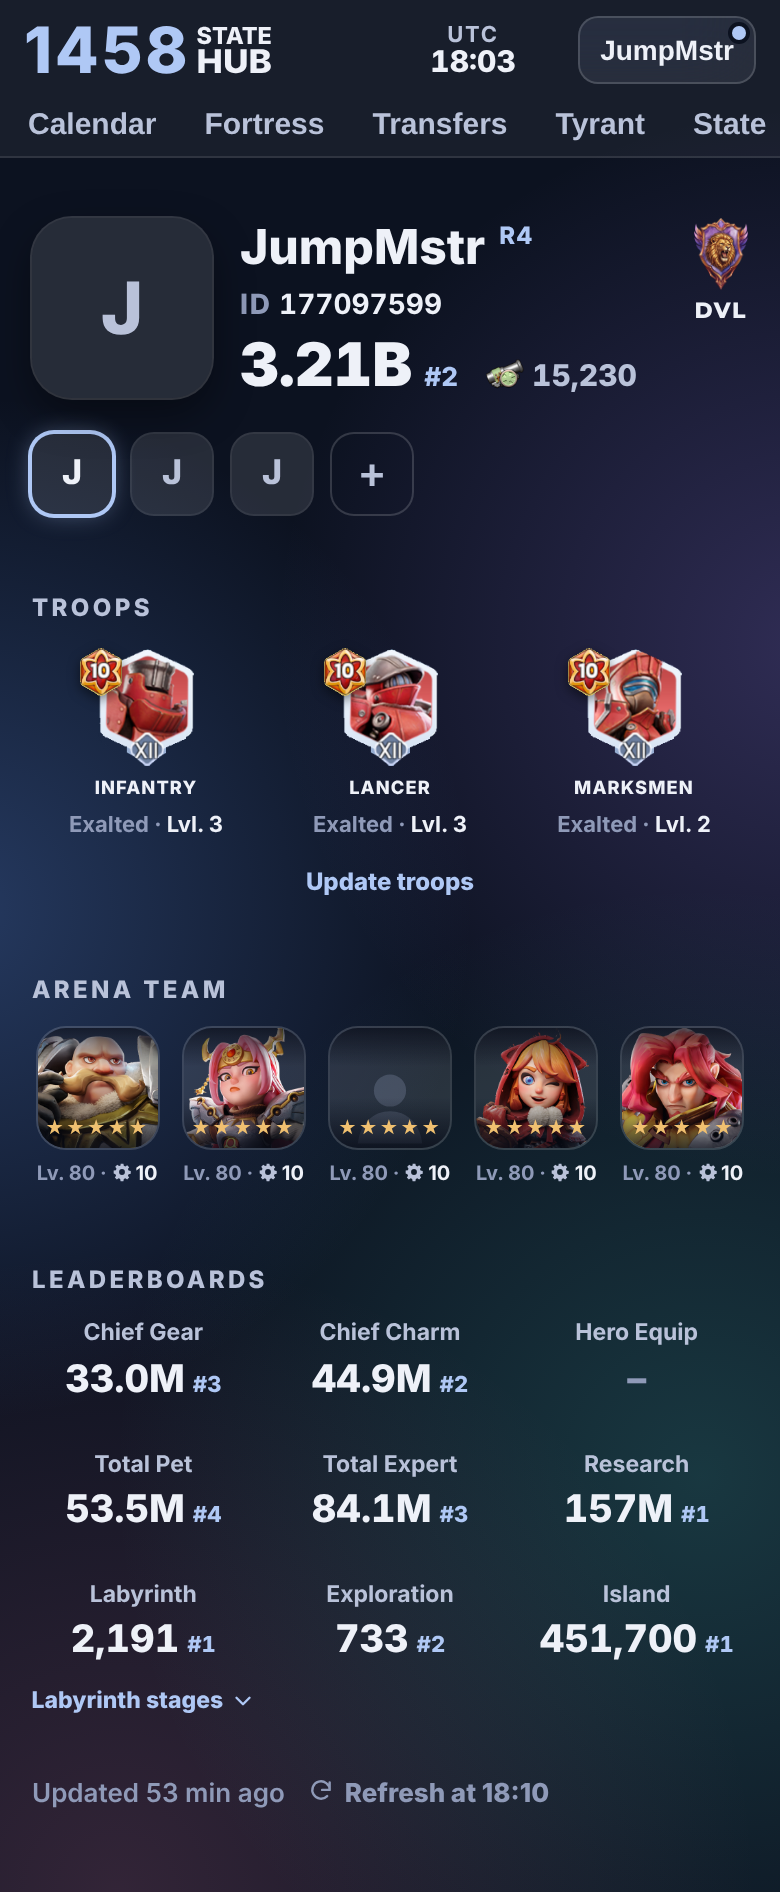 1458 STATE HUB
UTC
18:03
JumpMstr
Calendar Fortress Transfers Tyrant State
J
JumpMstr R4
ID 177097599
3.21B #2 15,230
DVL
J J J +
TROOPS
10 XII 10 XII 10 XII
INFANTRY LANCER MARKSMEN
Exalted · Lvl. 3 Exalted · Lvl. 3 Exalted · Lvl. 2
Update troops
ARENA TEAM
★★★★★ ★★★★★ ★★★★★ ★★★★★ ★★★★★
Lv. 80 · 10 Lv. 80 · 10 Lv. 80 · 10 Lv. 80 · 10 Lv. 80 · 10
LEADERBOARDS
Chief Gear Chief Charm Hero Equip
33.0M #3 44.9M #2 –
Total Pet Total Expert Research
53.5M #4 84.1M #3 157M #1
Labyrinth Exploration Island
2,191 #1 733 #2 451,700 #1
Labyrinth stages
Updated 53 min ago Refresh at 18:10